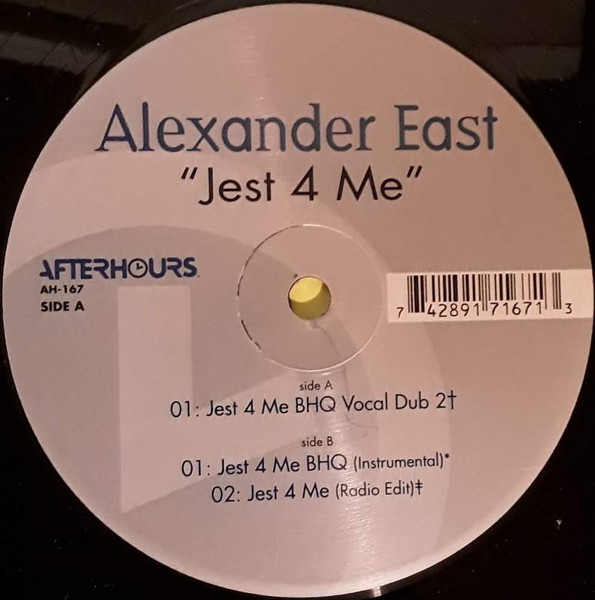 Alexander East
"Jest 4 Me"
AFTERHOURS
AH-167
SIDE A
7 42891 71671 3
side A
01: Jest 4 Me BHQ Vocal Dub 2†
side B
01: Jest 4 Me BHQ (Instrumental)*
02: Jest 4 Me (Radio Edit)‡